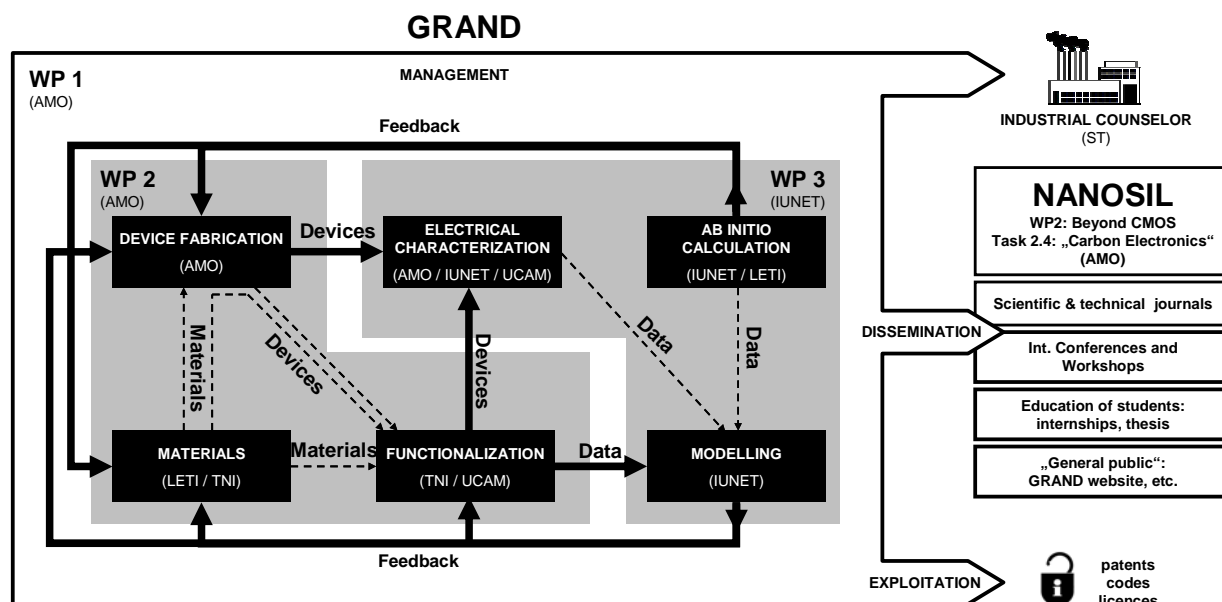 GRAND
WP 1
(AMO)
MANAGEMENT
Feedback
WP 2
(AMO)
WP 3
(IUNET)
DEVICE FABRICATION
(AMO)
Devices
ELECTRICAL
CHARACTERIZATION
(AMO / IUNET / UCAM)
AB INITIO
CALCULATION
(IUNET / LETI)
Materials
Devices
Devices
Data
Data
MATERIALS
(LETI / TNI)
Materials
FUNCTIONALIZATION
(TNI / UCAM)
Data
MODELLING
(IUNET)
Feedback
INDUSTRIAL COUNSELOR
(ST)
NANOSIL
WP2: Beyond CMOS
Task 2.4: „Carbon Electronics“
(AMO)
Scientific & technical journals
DISSEMINATION
Int. Conferences and
Workshops
Education of students:
internships, thesis
„General public“:
GRAND website, etc.
EXPLOITATION
patents
codes
licences